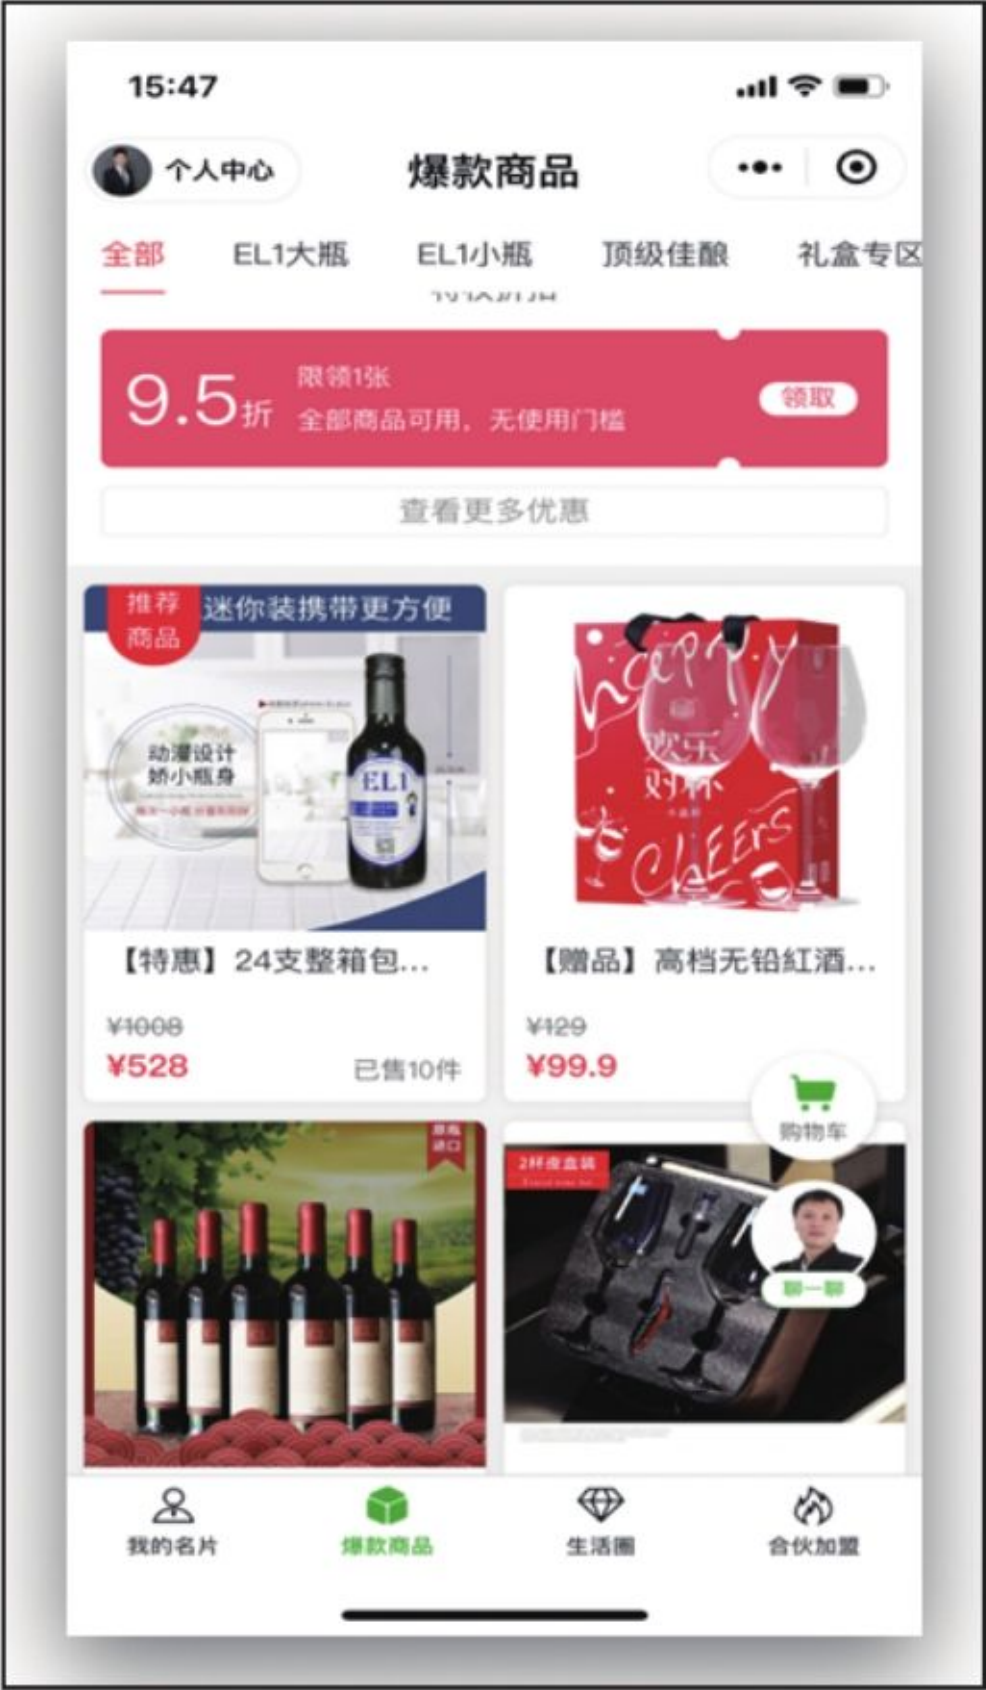 15:47
个人中心
爆款商品
全部
EL1大瓶
EL1小瓶
顶级佳酿
礼盒专区
9.5折
限领1张
全部商品可用，无使用门槛
领取
查看更多优惠
推荐
商品
迷你装携带更方便
动漫设计
娇小瓶身
EL1
【特惠】24支整箱包...
¥1008
¥528
已售10件
欢乐
对杯
CHEERS
【赠品】高档无铅紅酒...
¥129
¥99.9
购物车
原瓶
进口
2杯皮盒装
聊一聊
我的名片
爆款商品
生活圈
合伙加盟